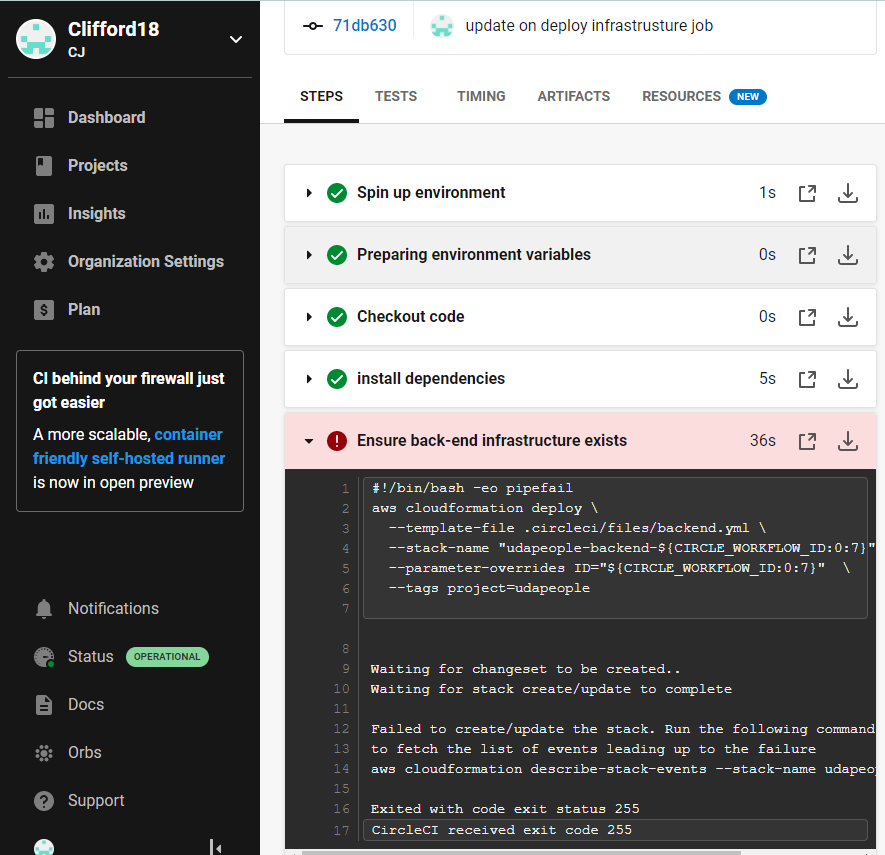 Clifford18
CJ
Dashboard
Projects
Insights
Organization Settings
$ Plan
CI behind your firewall just
got easier
A more scalable, container
friendly self-hosted runner
is now in open preview
Notifications
Status OPERATIONAL
Docs
Orbs
? Support
71db630 update on deploy infrastrusture job
STEPS TESTS TIMING ARTIFACTS RESOURCES NEW
Spin up environment 1s
Preparing environment variables 0s
Checkout code 0s
install dependencies 5s
! Ensure back-end infrastructure exists 36s
1 #!/bin/bash -eo pipefail
2 aws cloudformation deploy \
3 --template-file .circleci/files/backend.yml \
4 --stack-name "udapeople-backend-${CIRCLE_WORKFLOW_ID:0:7}"
5 --parameter-overrides ID="${CIRCLE_WORKFLOW_ID:0:7}" \
6 --tags project=udapeople
7
8
9 Waiting for changeset to be created..
10 Waiting for stack create/update to complete
11
12 Failed to create/update the stack. Run the following command
13 to fetch the list of events leading up to the failure
14 aws cloudformation describe-stack-events --stack-name udapeop
15
16 Exited with code exit status 255
17 CircleCI received exit code 255